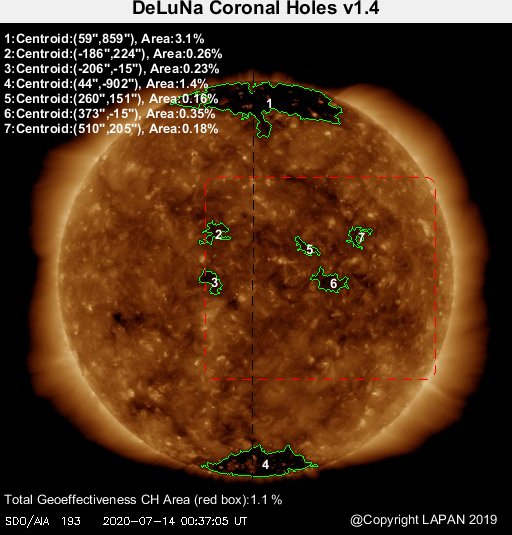 DeLuNa Coronal Holes v1.4
1:Centroid:(59",859"), Area:3.1%
2:Centroid:(-186",224"), Area:0.26%
3:Centroid:(-206",-15"), Area:0.23%
4:Centroid:(44",-902"), Area:1.4%
5:Centroid:(260",151"), Area:0.16%
6:Centroid:(373",-15"), Area:0.35%
7:Centroid:(510",205"), Area:0.18%
1
2
7
5
3
6
4
Total Geoeffectiveness CH Area (red box):1.1 %
SDO/AIA 193 2020-07-14 00:37:05 UT
@Copyright LAPAN 2019